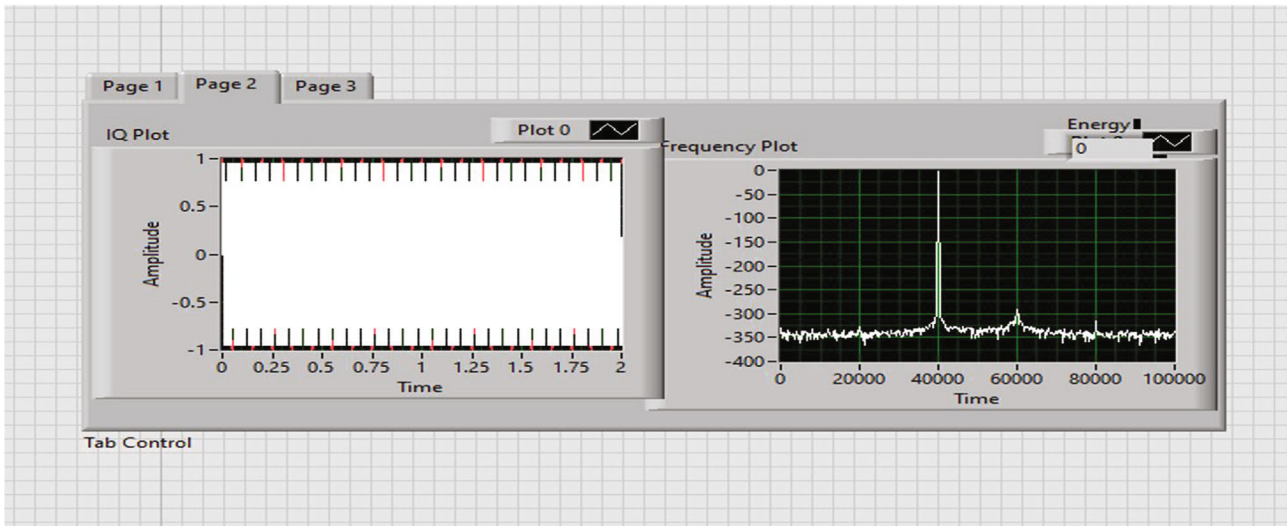 Page 1 Page 2 Page 3
IQ Plot
Plot 0
1
0.5
0
-0.5
-1
Amplitude
0 0.25 0.5 0.75 1 1.25 1.5 1.75 2
Time
Frequency Plot
Energy
0
0
-50
-100
-150
-200
-250
-300
-350
-400
Amplitude
0 20000 40000 60000 80000 100000
Time
Tab Control